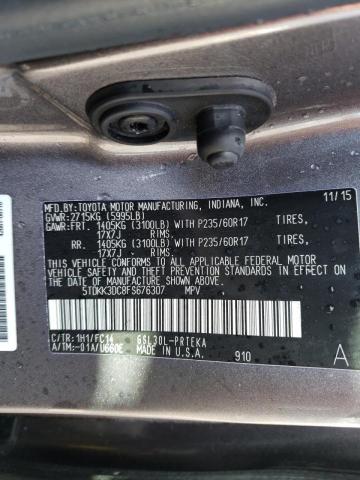 MFD.BY:TOYOTA MOTOR MANUFACTURING, INDIANA, INC. 11/15
GVWR:2715KG (5995LB)
GAWR:FRT. 1405KG (3100LB) WITH P235/60R17 TIRES,
17X7J RIMS.
RR. 1405KG (3100LB) WITH P235/60R17 TIRES,
17X7J RIMS.
THIS VEHICLE CONFORMS TO ALL APPLICABLE FEDERAL MOTOR
VEHICLE SAFETY, BUMPER, AND THEFT PREVENTION STANDARDS
IN EFFECT ON THE DATE OF MANUFACTURE SHOWN ABOVE.
5TDKK3DC8FS676307 MPV
C/TR:1H1/FC14 GSL30L-PRTEKA
A/TM:-01A/U660E MADE IN U.S.A. 910 A